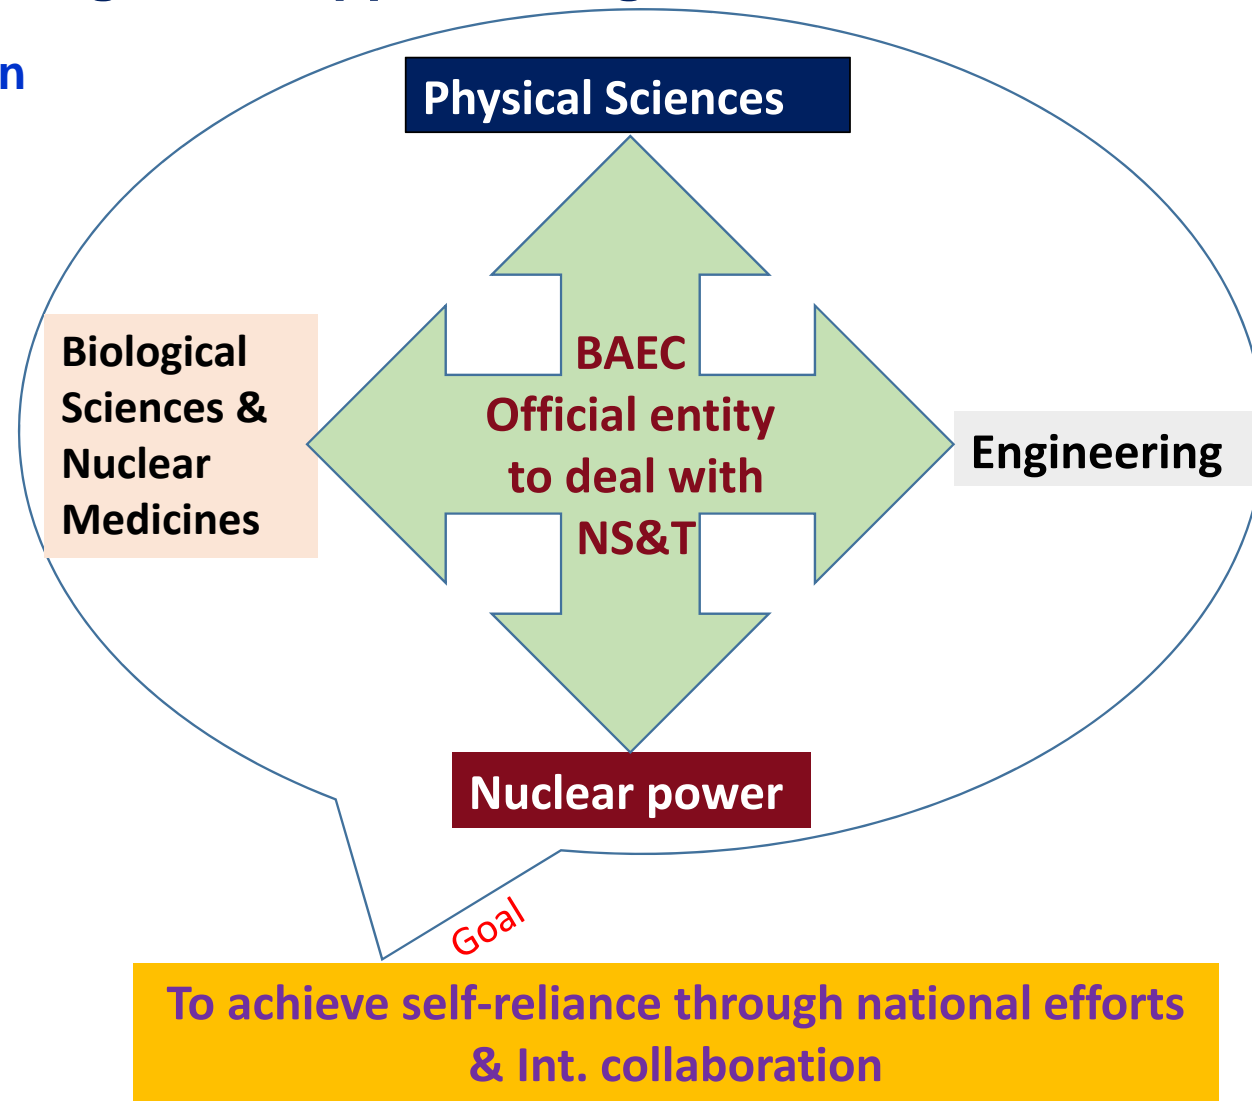 Physical Sciences
Biological
Sciences &
Nuclear
Medicines
BAEC
Official entity
to deal with
NS&T
Engineering
Nuclear power
Goal
To achieve self-reliance through national efforts
& Int. collaboration